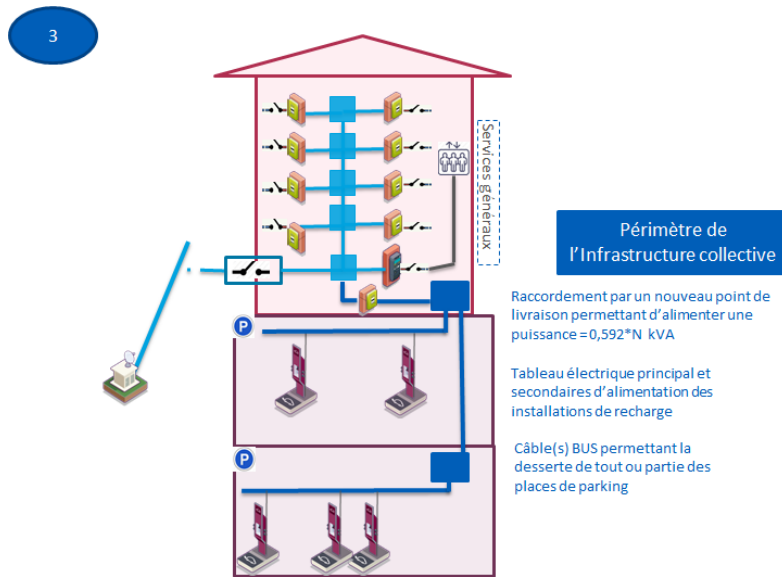 3
Services généraux
Périmètre de
l’Infrastructure collective
P
Raccordement par un nouveau point de
livraison permettant d’alimenter une
puissance = 0,592*N kVA
Tableau électrique principal et
secondaires d’alimentation des
installations de recharge
Câble(s) BUS permettant la
desserte de tout ou partie des
places de parking
P